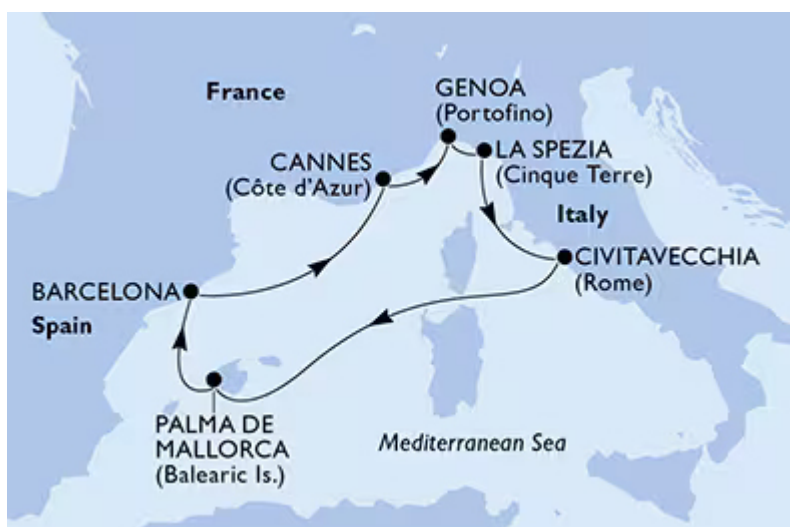 France
GENOA
(Portofino)
CANNES
(Côte d'Azur)
LA SPEZIA
(Cinque Terre)
Italy
CIVITAVECCHIA
(Rome)
BARCELONA
Spain
PALMA DE
MALLORCA
(Balearic Is.)
Mediterranean Sea